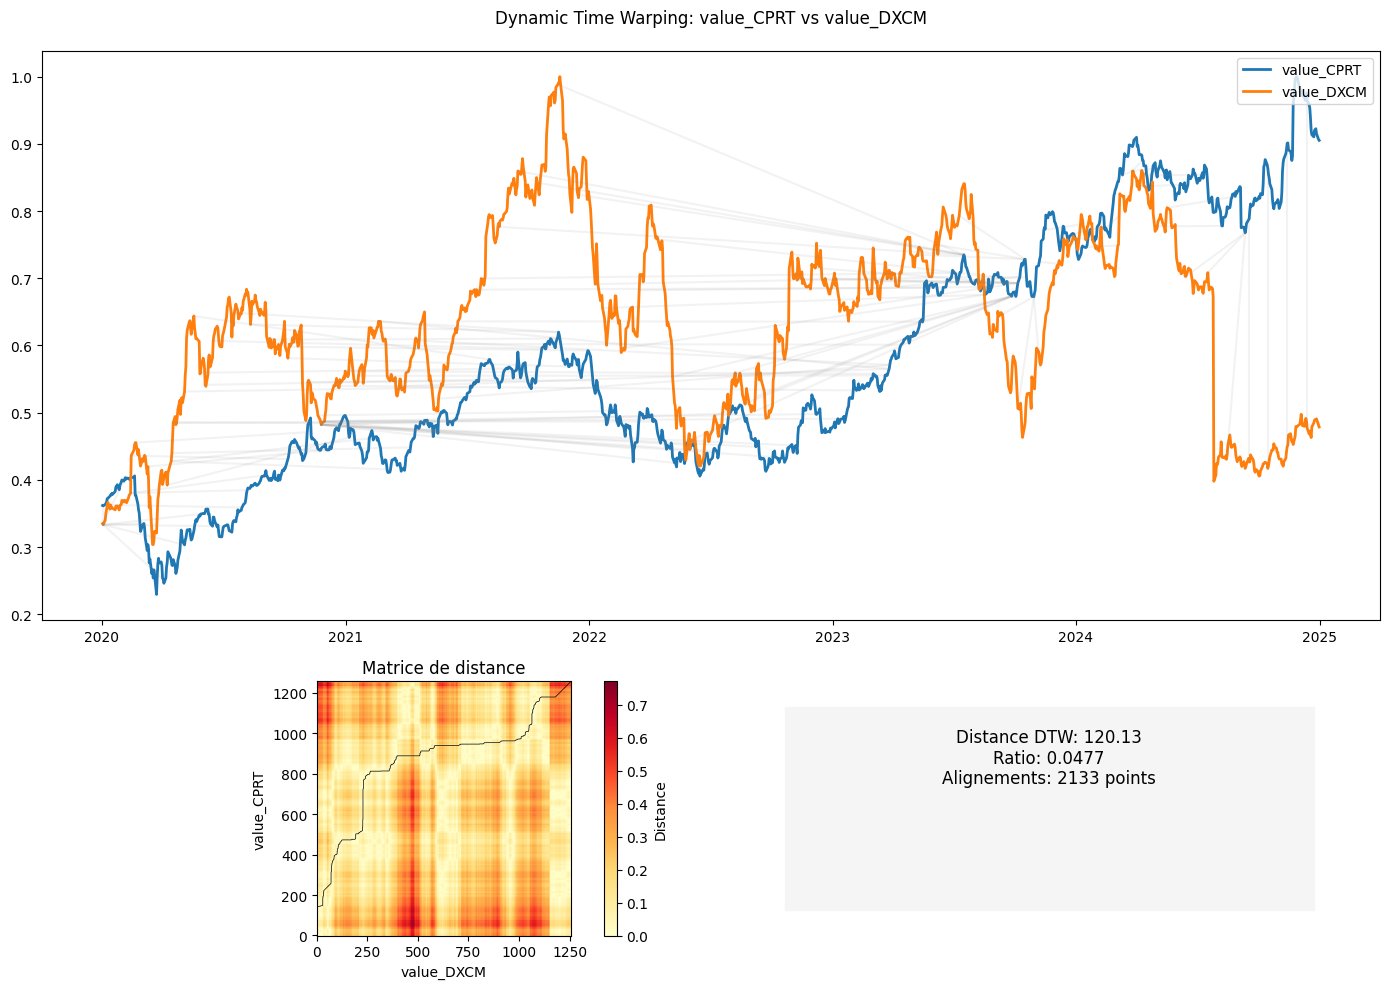 Dynamic Time Warping: value_CPRT vs value_DXCM
value_CPRT
value_DXCM
1.0
0.9
0.8
0.7
0.6
0.5
0.4
0.3
0.2
2020 2021 2022 2023 2024 2025
Matrice de distance
value_CPRT
1200
1000
800
600
400
200
0
0 250 500 750 1000 1250
value_DXCM
0.7
0.6
0.5
0.4
0.3
0.2
0.1
0.0
Distance
Distance DTW: 120.13
Ratio: 0.0477
Alignements: 2133 points